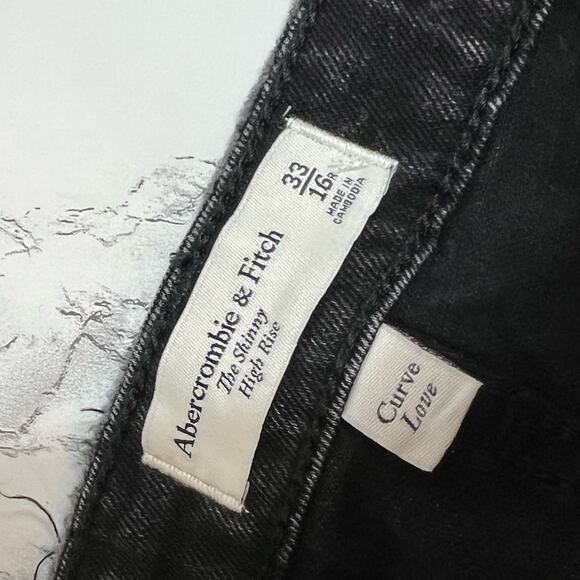 Abercrombie & Fitch
The Skinny
High Rise
33
16R
MADE IN
CAMBODIA
Curve
LOVE